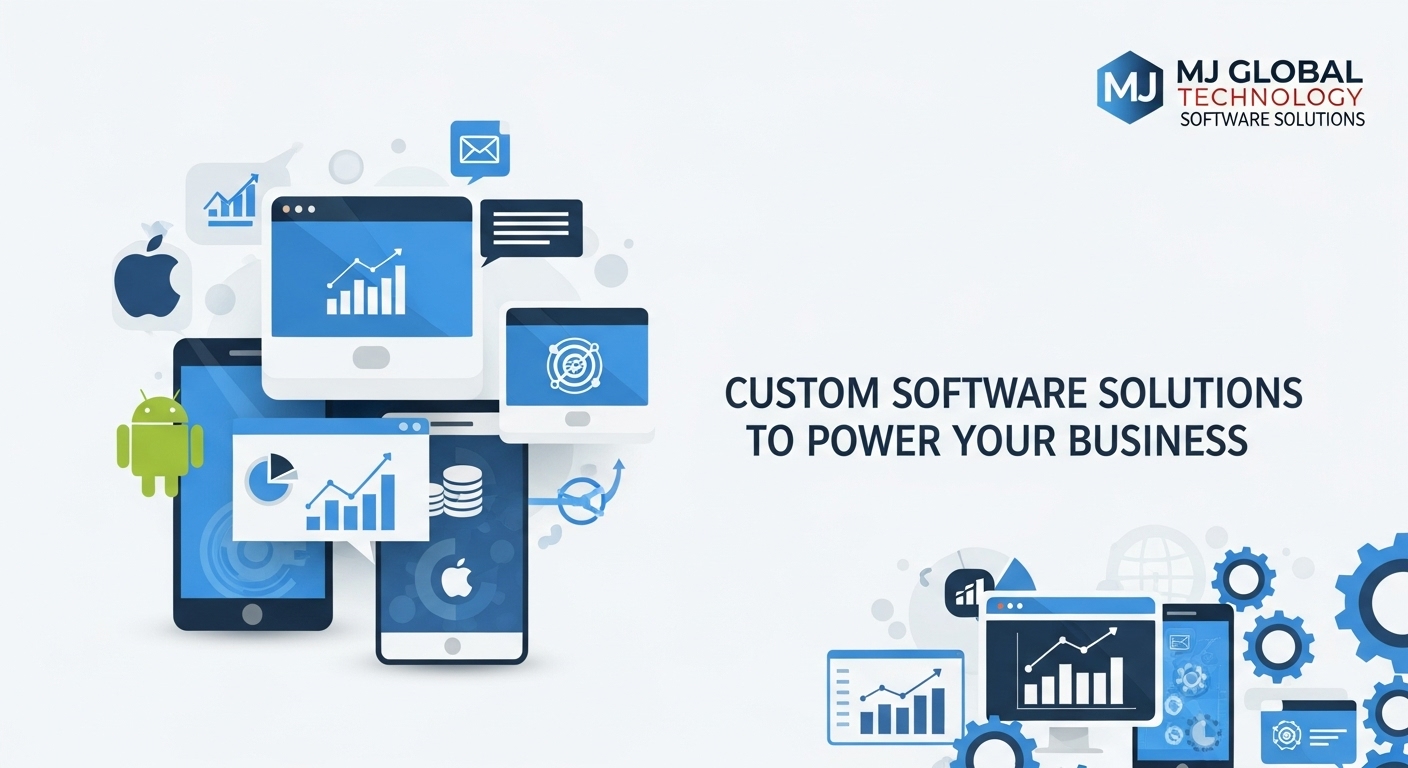 MJ
MJ GLOBAL
TECHNOLOGY
SOFTWARE SOLUTIONS
CUSTOM SOFTWARE SOLUTIONS
TO POWER YOUR BUSINESS